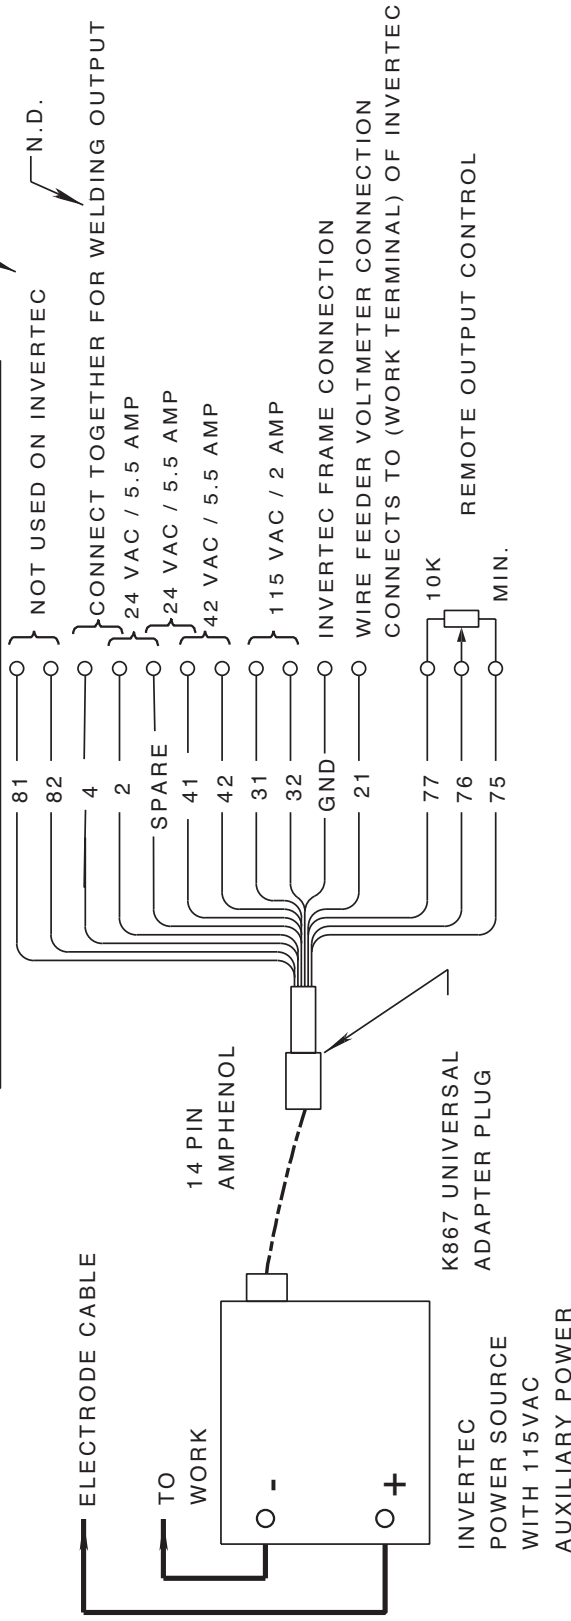 N.D.
NOT USED ON INVERTEC
CONNECT TOGETHER FOR WELDING OUTPUT
24 VAC / 5.5 AMP
24 VAC / 5.5 AMP
42 VAC / 5.5 AMP
115 VAC / 2 AMP
INVERTEC FRAME CONNECTION
WIRE FEEDER VOLTMETER CONNECTION
CONNECTS TO (WORK TERMINAL) OF INVERTEC
10K
REMOTE OUTPUT CONTROL
MIN.
81
82
4
2
SPARE
41
42
31
32
GND
21
77
76
75
14 PIN
AMPHENOL
K867 UNIVERSAL
ADAPTER PLUG
ELECTRODE CABLE
TO
WORK
-
+
INVERTEC
POWER SOURCE
WITH 115VAC
AUXILIARY POWER